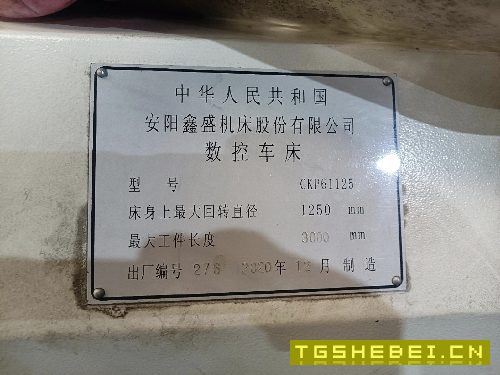 中华人民共和国
安阳鑫盛机床股份有限公司
数控车床
型 号 CKP61125
床身上最大回转直径 1250 mm
最大工件长度 3000 mm
出厂编号 278 2020年 12月 制造
TGSHEBEI.CN